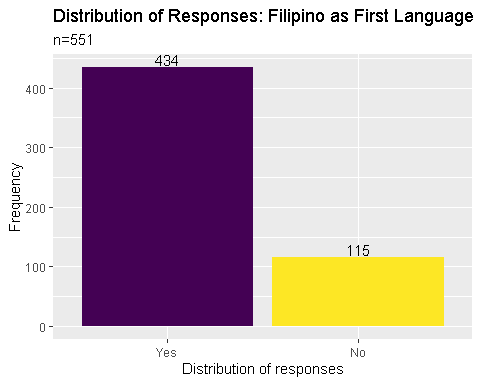 Distribution of Responses: Filipino as First Language
n=551
434
400
300
Frequency
200
115
100
0
Yes No
Distribution of responses